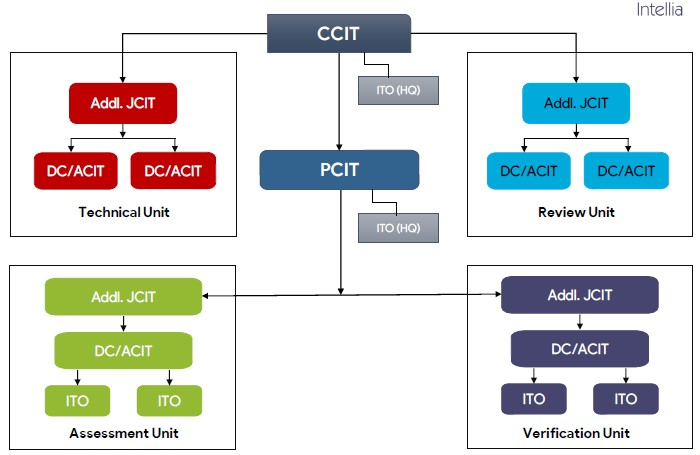 Intellia
CCIT
ITO (HQ)
Addl. JCIT
DC/ACIT
DC/ACIT
Technical Unit
Addl. JCIT
DC/ACIT
DC/ACIT
Review Unit
PCIT
ITO (HQ)
Addl. JCIT
DC/ACIT
ITO
ITO
Assessment Unit
Addl. JCIT
DC/ACIT
ITO
ITO
Verification Unit